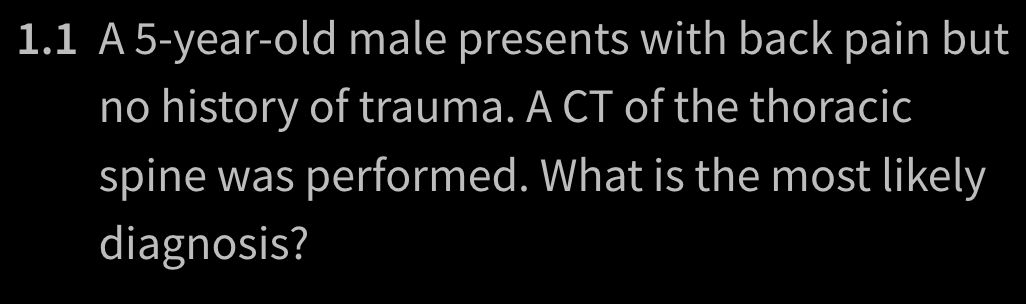 1.1 A 5-year-old male presents with back pain but
no history of trauma. A CT of the thoracic
spine was performed. What is the most likely
diagnosis?